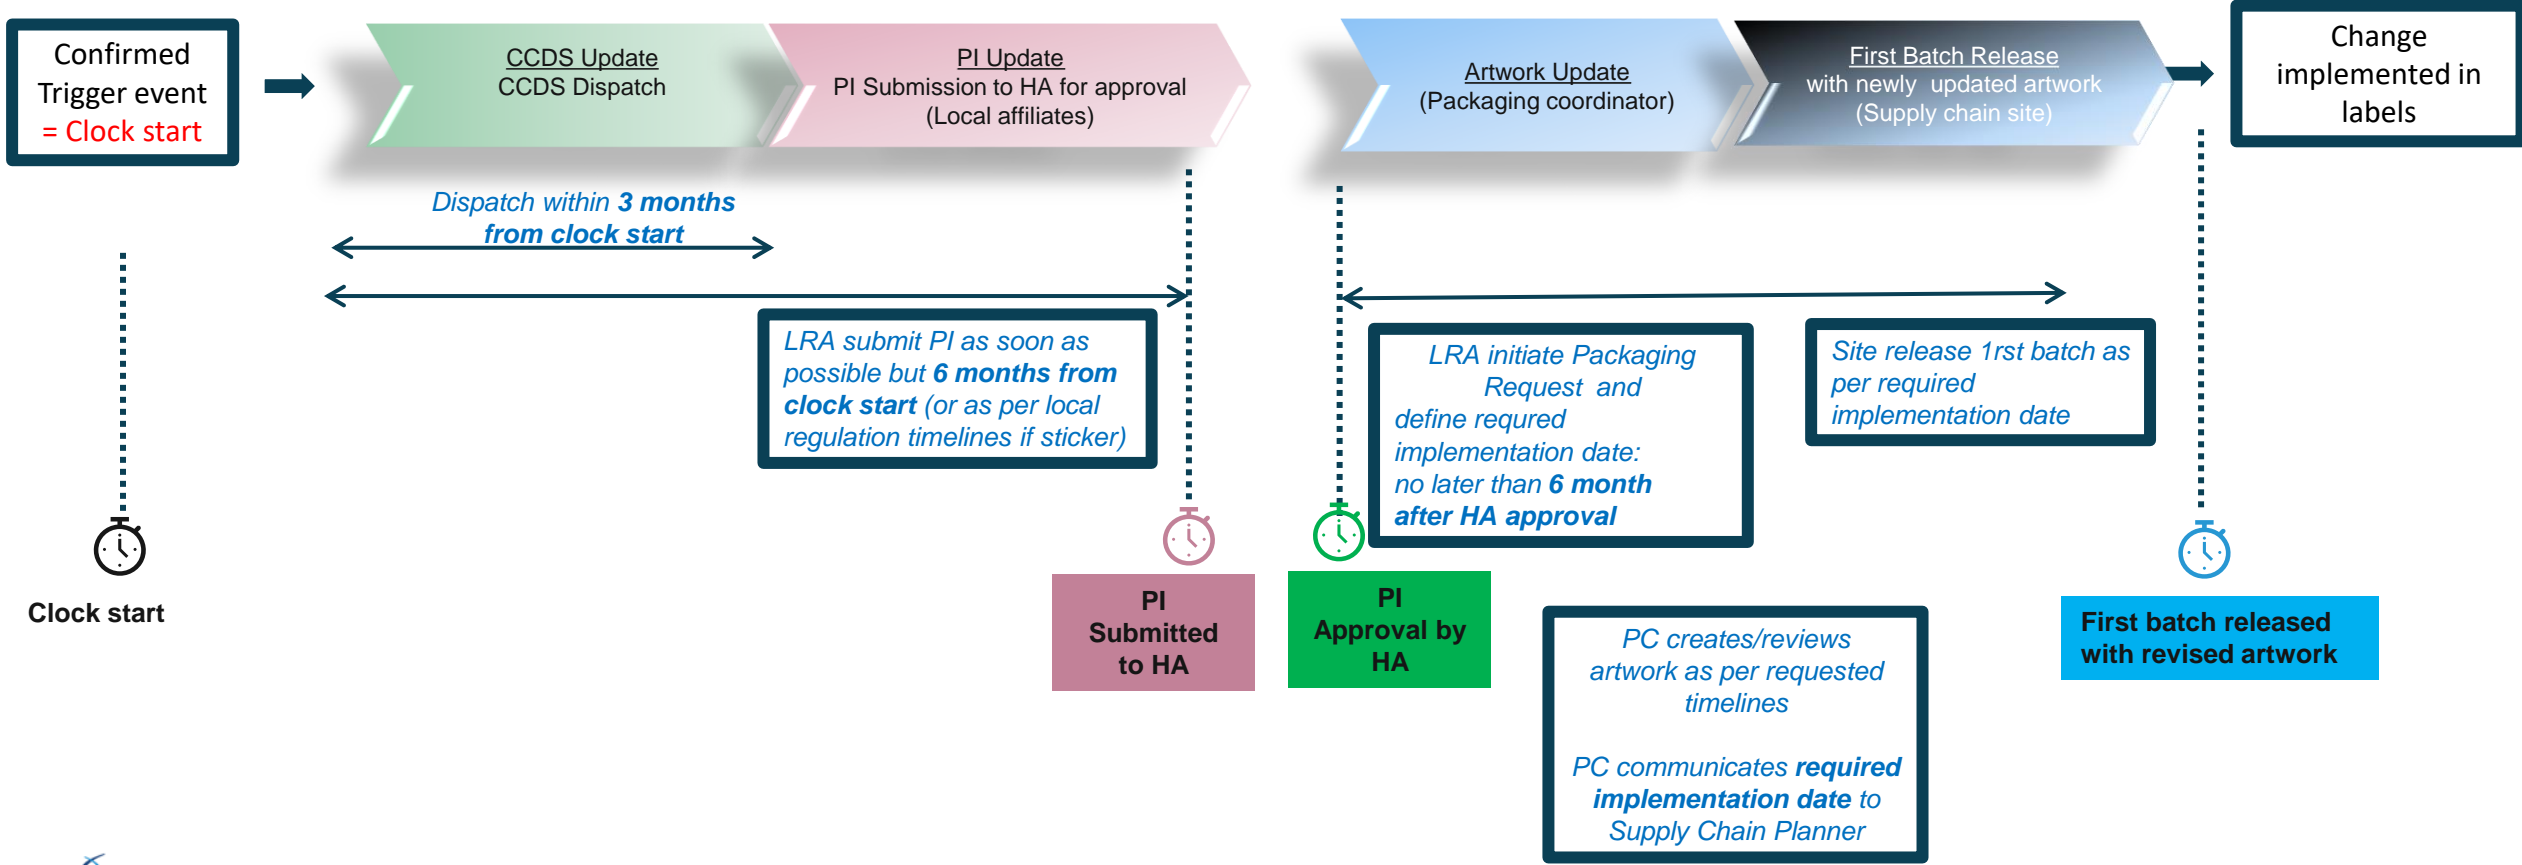 Confirmed
Trigger event
= Clock start
CCDS Update
CCDS Dispatch
PI Update
PI Submission to HA for approval
(Local affiliates)
Artwork Update
(Packaging coordinator)
First Batch Release
with newly updated artwork
(Supply chain site)
Change
implemented in
labels
Dispatch within 3 months
from clock start
LRA submit PI as soon as
possible but 6 months from
clock start (or as per local
regulation timelines if sticker)
LRA initiate Packaging
Request and
define requred
implementation date:
no later than 6 month
after HA approval
Site release 1rst batch as
per required
implementation date
Clock start
PI
Submitted
to HA
PI
Approval by
HA
PC creates/reviews
artwork as per requested
timelines
PC communicates required
implementation date to
Supply Chain Planner
First batch released
with revised artwork